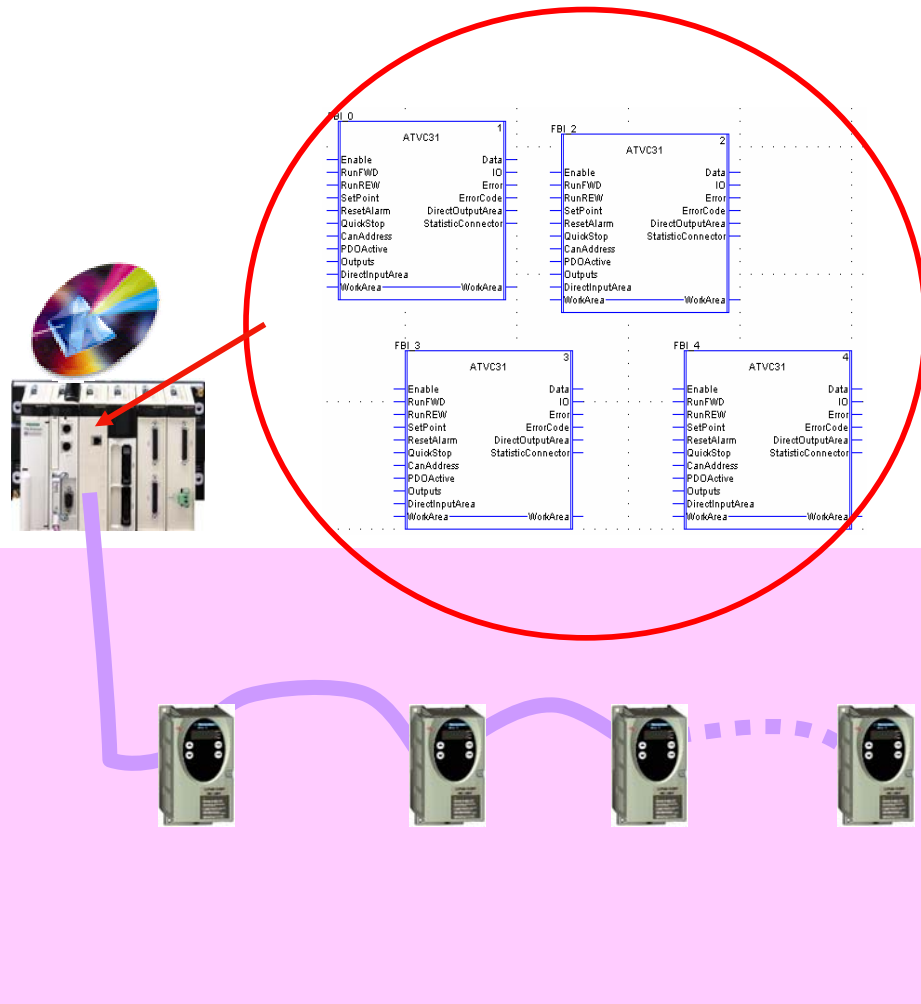 FBI_0
1
ATVC31
Enable Data
RunFWD IO
RunREW Error
SetPoint ErrorCode
ResetAlarm DirectOutputArea
QuickStop StatisticConnector
CanAddress
PDOActive
Outputs
DirectInputArea
WorkArea WorkArea
FBI_2
2
ATVC31
Enable Data
RunFWD IO
RunREW Error
SetPoint ErrorCode
ResetAlarm DirectOutputArea
QuickStop StatisticConnector
CanAddress
PDOActive
Outputs
DirectInputArea
WorkArea WorkArea
FBI_3
3
ATVC31
Enable Data
RunFWD IO
RunREW Error
SetPoint ErrorCode
ResetAlarm DirectOutputArea
QuickStop StatisticConnector
CanAddress
PDOActive
Outputs
DirectInputArea
WorkArea WorkArea
FBI_4
4
ATVC31
Enable Data
RunFWD IO
RunREW Error
SetPoint ErrorCode
ResetAlarm DirectOutputArea
QuickStop StatisticConnector
CanAddress
PDOActive
Outputs
DirectInputArea
WorkArea WorkArea